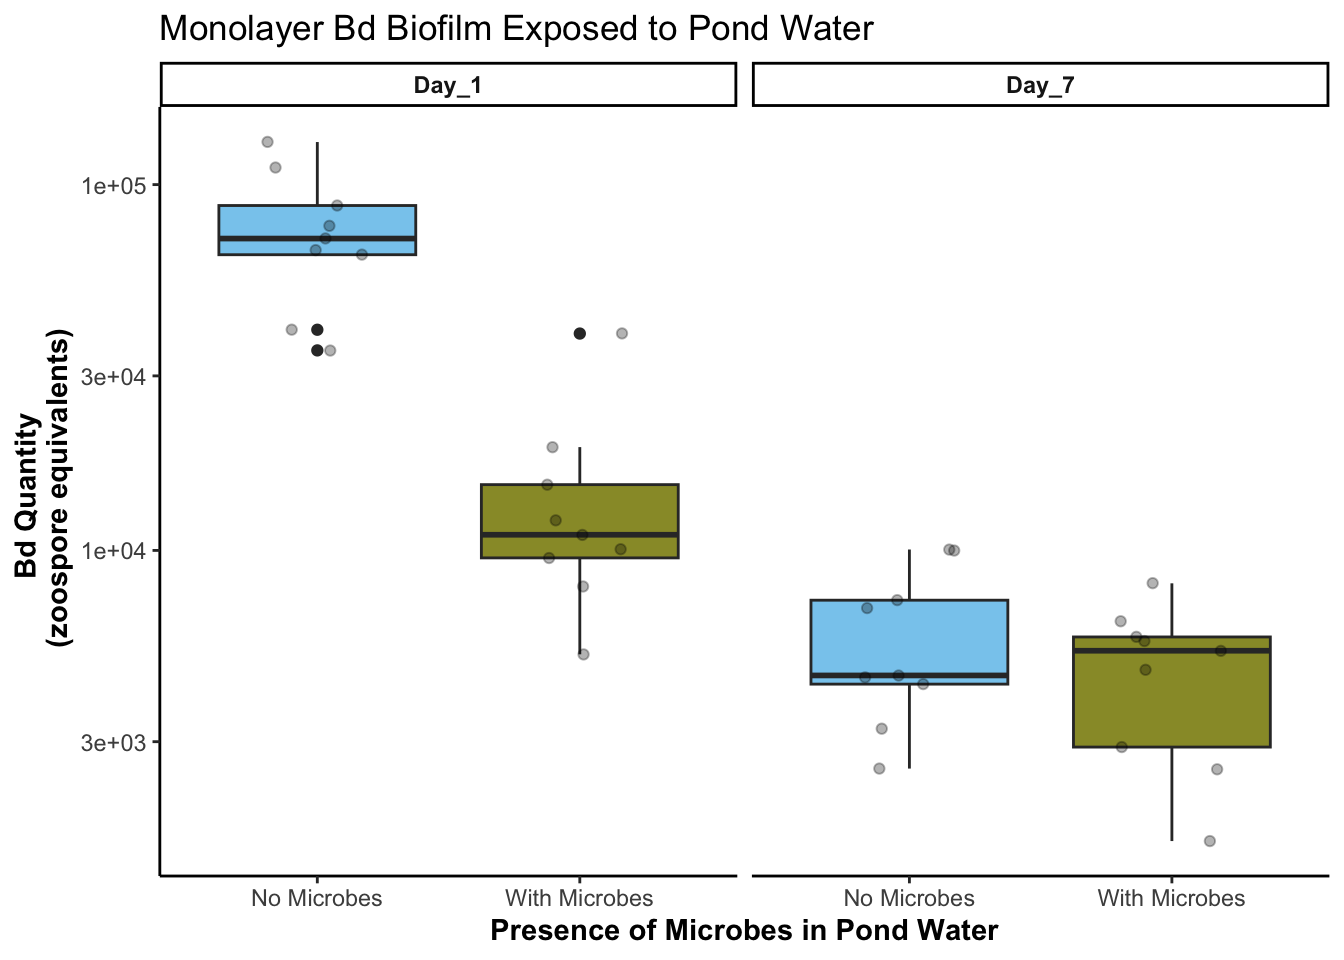 Monolayer Bd Biofilm Exposed to Pond Water
Day_1
Day_7
1e+05
3e+04
1e+04
3e+03
Bd Quantity
(zoospore equivalents)
No Microbes
With Microbes
No Microbes
With Microbes
Presence of Microbes in Pond Water